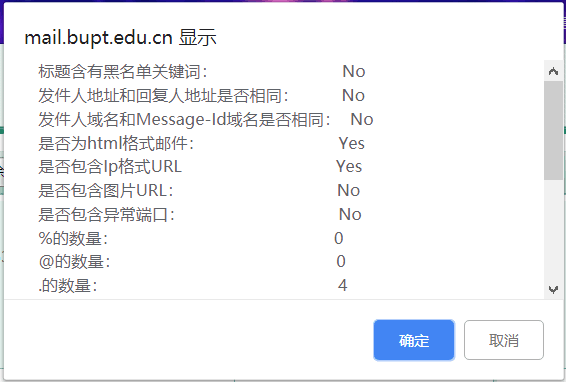 mail.bupt.edu.cn 显示
标题含有黑名单关键词： No
发件人地址和回复人地址是否相同： No
发件人域名和Message-Id域名是否相同： No
是否为html格式邮件： Yes
是否包含Ip格式URL Yes
是否包含图片URL： No
是否包含异常端口： No
%的数量： 0
@的数量： 0
.的数量： 4
确定 取消